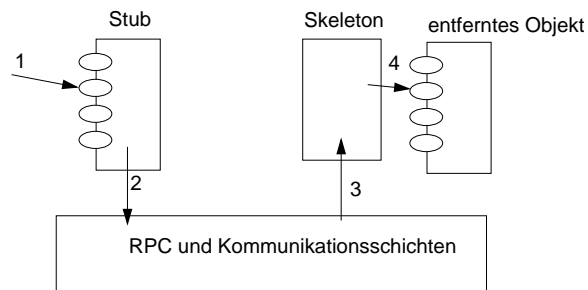 Stub
Skeleton
entferntes Objekt
1
4
2
3
RPC und Kommunikationsschichten